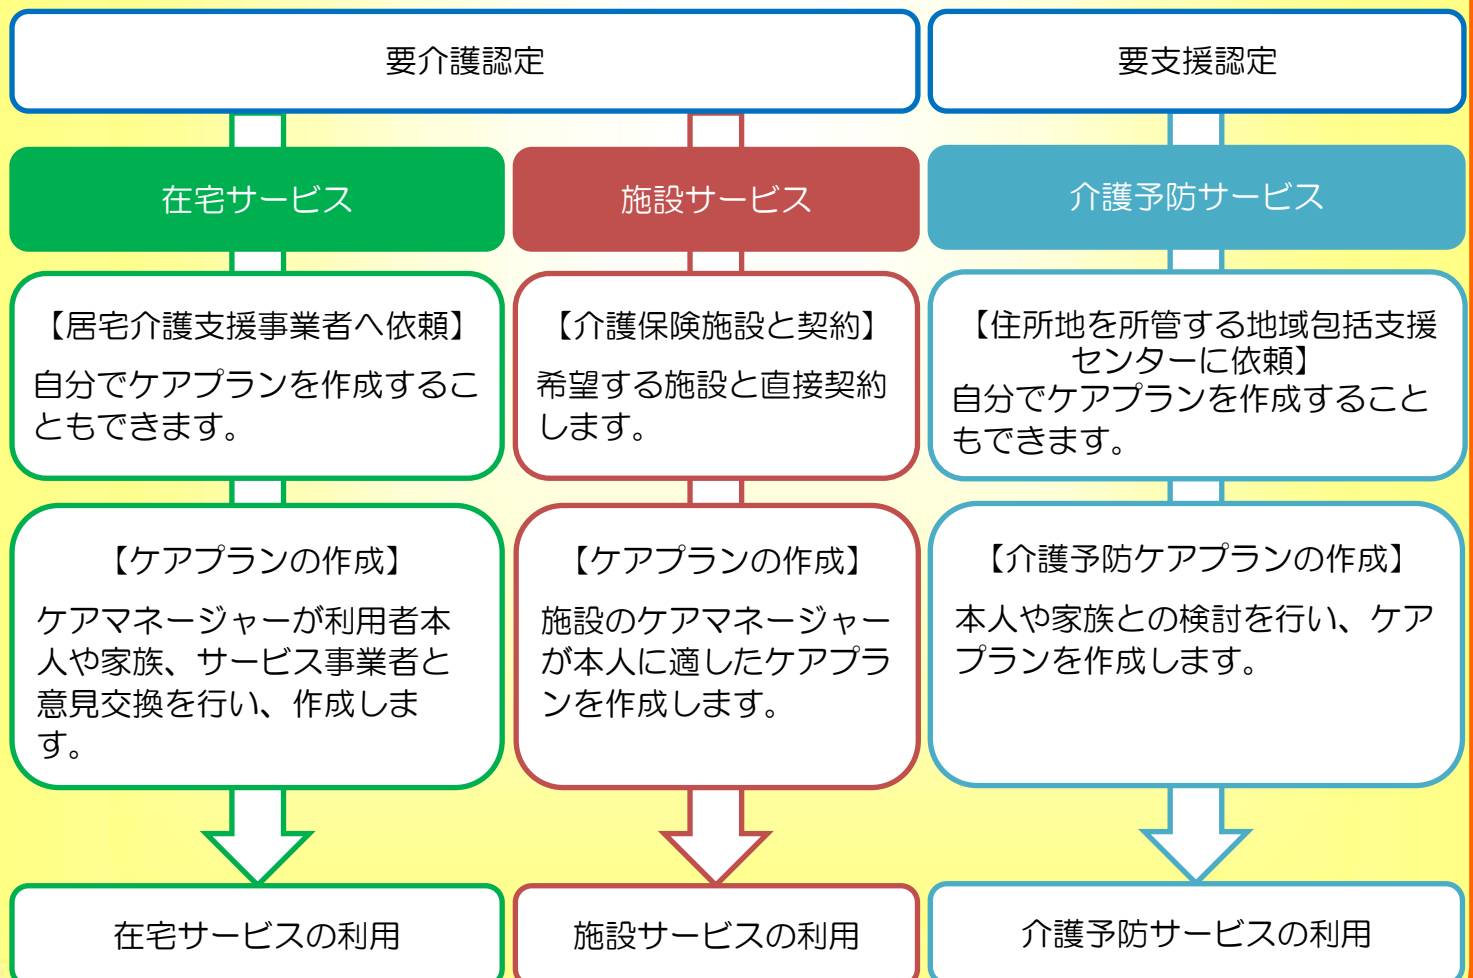 要介護認定
要支援認定
在宅サービス
施設サービス
介護予防サービス
【居宅介護支援事業者へ依頼】
自分でケアプランを作成するこ
ともできます。
【介護保険施設と契約】
希望する施設と直接契約
します。
【住所地を所管する地域包括支援
センターに依頼】
自分でケアプランを作成すること
もできます。
【ケアプランの作成】
ケアマネージャーが利用者本
人や家族、サービス事業者と
意見交換を行い、作成しま
す。
【ケアプランの作成】
施設のケアマネージャー
が本人に適したケアプラ
ンを作成します。
【介護予防ケアプランの作成】
本人や家族との検討を行い、ケア
プランを作成します。
在宅サービスの利用
施設サービスの利用
介護予防サービスの利用